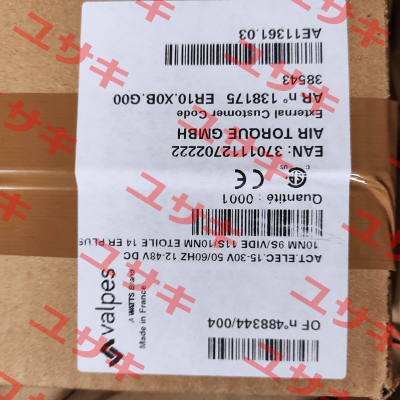 OF n°488344/004
valpes
A WATTS Brand
Made in France
ACT.ELEC.15-30V 50/60HZ 12-48V DC
10NM 9S/VIDE 11S/10NM ETOILE 14 ER PLUS
Quantité : 0001
EAN: 3701112702222
AIR TORQUE GMBH
External Customer Code
AR n° 138175 ER10.X0B.G00
38543
AE111361.03
ユサキ
ユサキ
ユサキ
ユサキ
ユサキ